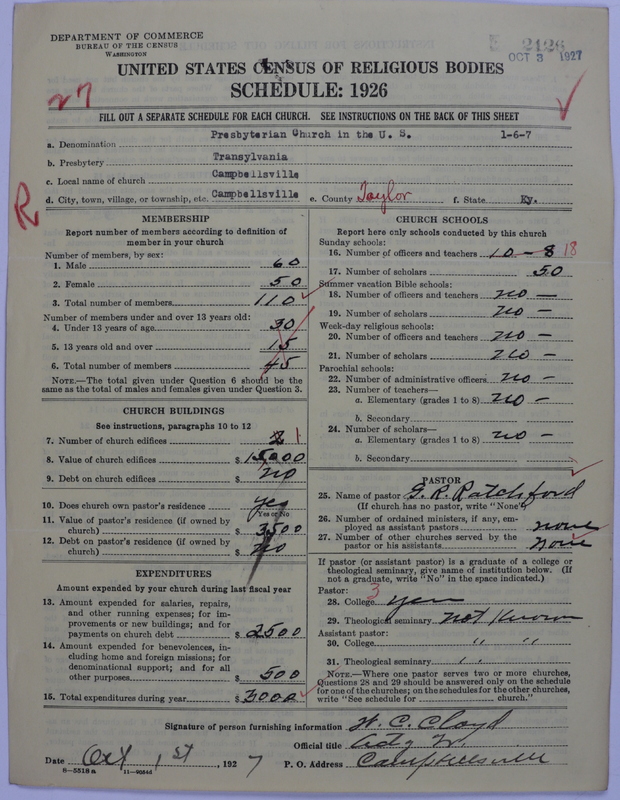 DEPARTMENT OF COMMERCE
BUREAU OF THE CENSUS
WASHINGTON
2126
OCT 3 1927
UNITED STATES CENSUS OF RELIGIOUS BODIES
27
SCHEDULE: 1926
FILL OUT A SEPARATE SCHEDULE FOR EACH CHURCH. SEE INSTRUCTIONS ON THE BACK OF THIS SHEET
a. Denomination Presbyterian Church in the U. S. 1-6-7
b. Presbytery Transylvania
c. Local name of church Campbellsville
d. City, town, village, or township, etc. Campbellsville e. County Taylor f. State Ky.
R
MEMBERSHIP
Report number of members according to definition of
member in your church
Number of members, by sex:
1. Male 60
2. Female 50
3. Total number of members 110
Number of members under and over 13 years old:
4. Under 13 years of age 30
5. 13 years old and over 15
6. Total number of members 45
NOTE.—The total given under Question 6 should be the
same as the total of males and females given under Question 3.
CHURCH BUILDINGS
See instructions, paragraphs 10 to 12
7. Number of church edifices 2 1
8. Value of church edifices $ 15000
9. Debt on church edifices $ no
10. Does church own pastor's residence yes
Yes or No
11. Value of pastor's residence (if owned by
church) $ 3500
12. Debt on pastor's residence (if owned by
church) $ no
EXPENDITURES
Amount expended by your church during last fiscal year
13. Amount expended for salaries, repairs,
and other running expenses; for im-
provements or new buildings; and for
payments on church debt $ 2500
14. Amount expended for benevolences, in-
cluding home and foreign missions; for
denominational support; and for all
other purposes $ 500
15. Total expenditures during year $ 3000
CHURCH SCHOOLS
Report here only schools conducted by this church
Sunday schools:
16. Number of officers and teachers 10 - 8 18
17. Number of scholars 50
Summer vacation Bible schools:
18. Number of officers and teachers no —
19. Number of scholars no —
Week-day religious schools:
20. Number of officers and teachers no —
21. Number of scholars no —
Parochial schools:
22. Number of administrative officers no —
23. Number of teachers—
a. Elementary (grades 1 to 8) no —
b. Secondary
24. Number of scholars—
a. Elementary (grades 1 to 8) no —
b. Secondary
PASTOR
25. Name of pastor G. R. Ratchford
(If church has no pastor, write "None")
26. Number of ordained ministers, if any, em-
ployed as assistant pastors none
27. Number of other churches served by the
pastor or his assistants none
If pastor (or assistant pastor) is a graduate of a college or
theological seminary, give name of institution below. (If
not a graduate, write "No" in the space indicated.)
Pastor: 3
28. College yes
29. Theological seminary not known
Assistant pastor:
30. College " "
31. Theological seminary "
NOTE.—Where one pastor serves two or more churches,
Questions 28 and 29 should be answered only on the schedule
for one of the churches; on the schedules for the other churches,
write "See schedule for church."
Signature of person furnishing information W. C. Cloyd
Official title
Date Oct 1st, 1927 P. O. Address Campbellsville
8—5518 a 11—90546